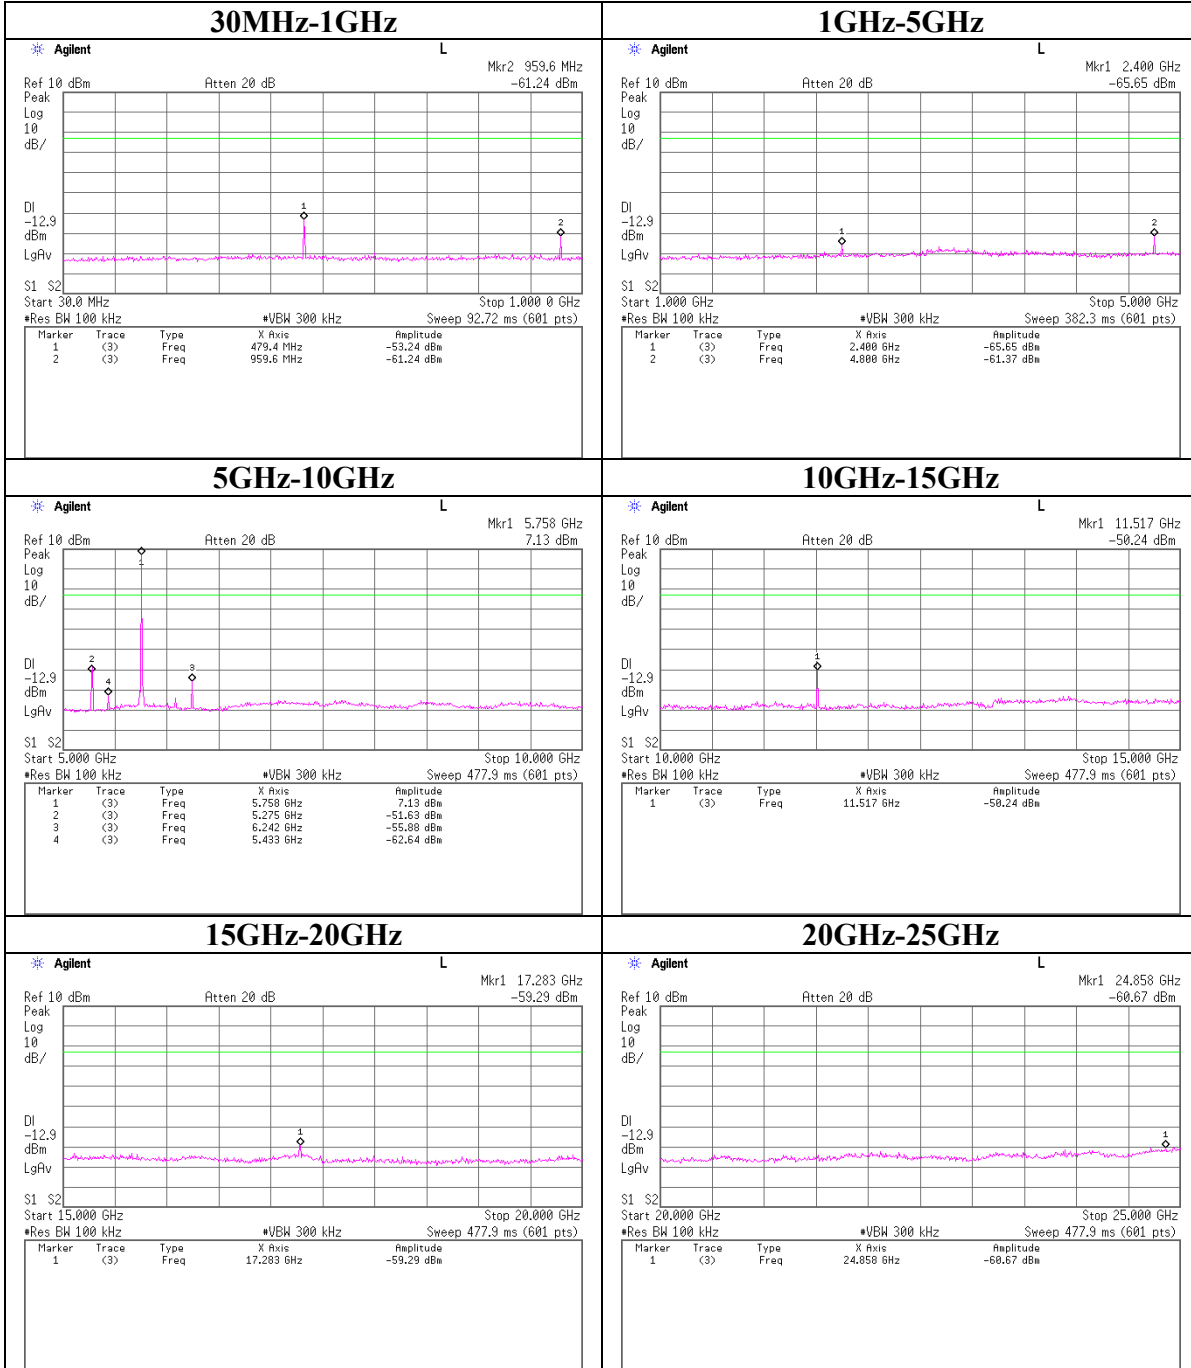 30MHz-1GHz
Agilent L
Mkr2 959.6 MHz
Ref 10 dBm Atten 20 dB -61.24 dBm
Peak
Log
10
dB/
1
2
DI
-12.9
dBm
LgAv
S1 S2
Start 30.0 MHz Stop 1.000 0 GHz
#Res BW 100 kHz #VBW 300 kHz Sweep 92.72 ms (601 pts)
Marker Trace Type X Axis Amplitude
1 (3) Freq 479.4 MHz -53.24 dBm
2 (3) Freq 959.6 MHz -61.24 dBm
1GHz-5GHz
Agilent L
Mkr1 2.400 GHz
Ref 10 dBm Atten 20 dB -65.65 dBm
Peak
Log
10
dB/
1
2
DI
-12.9
dBm
LgAv
S1 S2
Start 1.000 GHz Stop 5.000 GHz
#Res BW 100 kHz #VBW 300 kHz Sweep 382.3 ms (601 pts)
Marker Trace Type X Axis Amplitude
1 (3) Freq 2.400 GHz -65.65 dBm
2 (3) Freq 4.800 GHz -61.37 dBm
5GHz-10GHz
Agilent L
Mkr1 5.758 GHz
Ref 10 dBm Atten 20 dB 7.13 dBm
Peak
Log
10
dB/
1
2
3
4
DI
-12.9
dBm
LgAv
S1 S2
Start 5.000 GHz Stop 10.000 GHz
#Res BW 100 kHz #VBW 300 kHz Sweep 477.9 ms (601 pts)
Marker Trace Type X Axis Amplitude
1 (3) Freq 5.758 GHz 7.13 dBm
2 (3) Freq 5.275 GHz -51.63 dBm
3 (3) Freq 6.242 GHz -55.88 dBm
4 (3) Freq 5.433 GHz -62.64 dBm
10GHz-15GHz
Agilent L
Mkr1 11.517 GHz
Ref 10 dBm Atten 20 dB -50.24 dBm
Peak
Log
10
dB/
1
DI
-12.9
dBm
LgAv
S1 S2
Start 10.000 GHz Stop 15.000 GHz
#Res BW 100 kHz #VBW 300 kHz Sweep 477.9 ms (601 pts)
Marker Trace Type X Axis Amplitude
1 (3) Freq 11.517 GHz -50.24 dBm
15GHz-20GHz
Agilent L
Mkr1 17.283 GHz
Ref 10 dBm Atten 20 dB -59.29 dBm
Peak
Log
10
dB/
1
DI
-12.9
dBm
LgAv
S1 S2
Start 15.000 GHz Stop 20.000 GHz
#Res BW 100 kHz #VBW 300 kHz Sweep 477.9 ms (601 pts)
Marker Trace Type X Axis Amplitude
1 (3) Freq 17.283 GHz -59.29 dBm
20GHz-25GHz
Agilent L
Mkr1 24.858 GHz
Ref 10 dBm Atten 20 dB -60.67 dBm
Peak
Log
10
dB/
1
DI
-12.9
dBm
LgAv
S1 S2
Start 20.000 GHz Stop 25.000 GHz
#Res BW 100 kHz #VBW 300 kHz Sweep 477.9 ms (601 pts)
Marker Trace Type X Axis Amplitude
1 (3) Freq 24.858 GHz -60.67 dBm